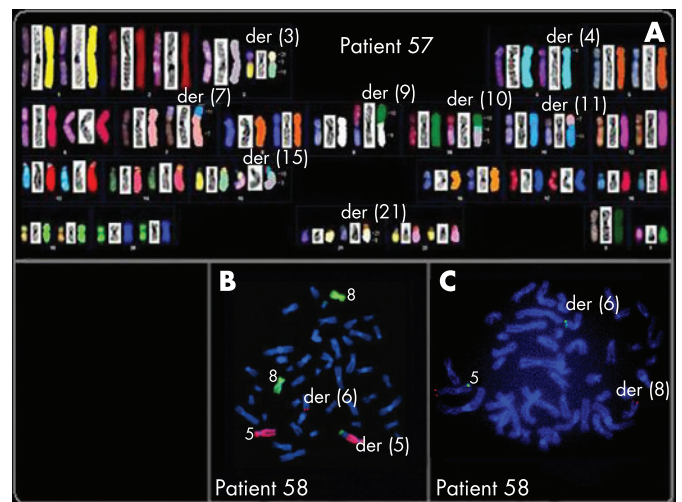 A
Patient 57
der (3)
der (4)
der (7)
der (9)
der (10)
der (11)
der (15)
der (21)
B
8
8
der (6)
5
der (5)
Patient 58
C
der (6)
5
der (8)
Patient 58